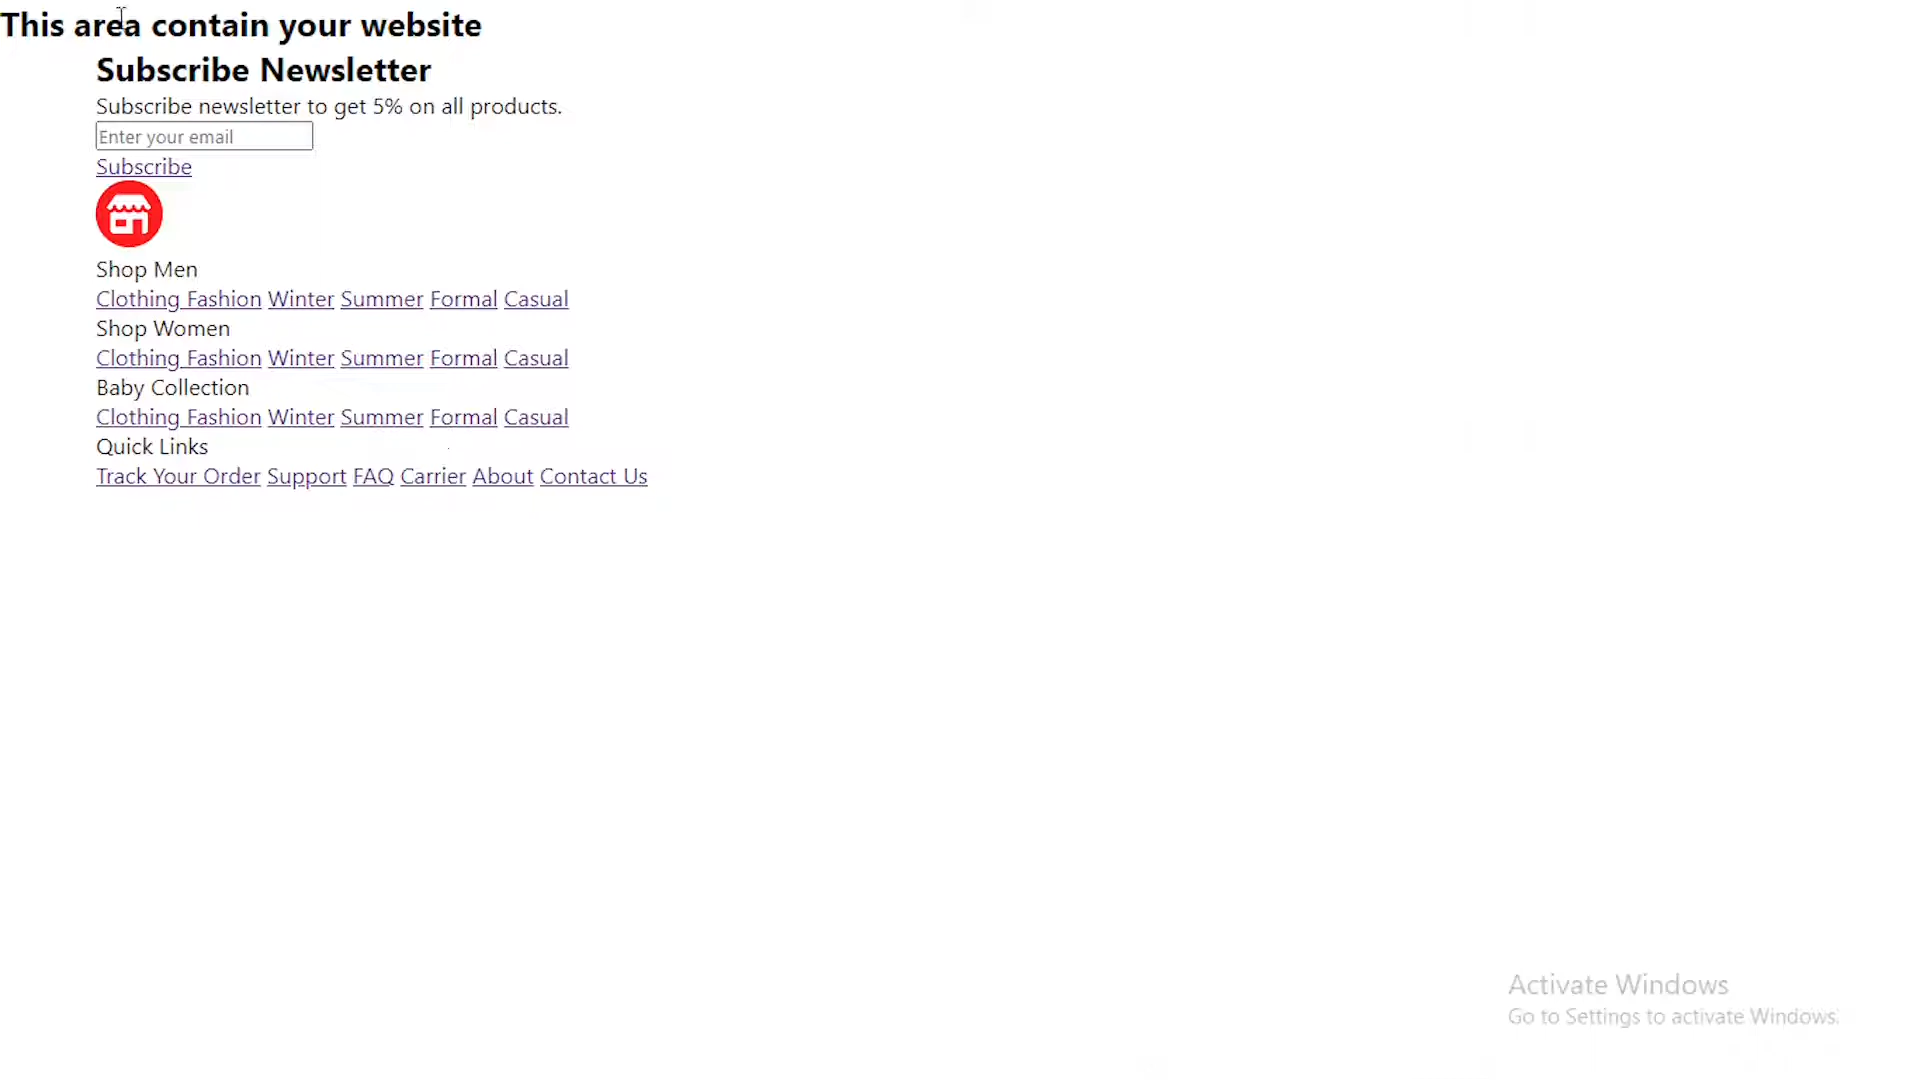 This area contain your website
Subscribe Newsletter
Subscribe newsletter to get 5% on all products.
Enter your email
Subscribe
Shop Men
Clothing Fashion Winter Summer Formal Casual
Shop Women
Clothing Fashion Winter Summer Formal Casual
Baby Collection
Clothing Fashion Winter Summer Formal Casual
Quick Links
Track Your Order Support FAQ Carrier About Contact Us
Activate Windows
Go to Settings to activate Windows.